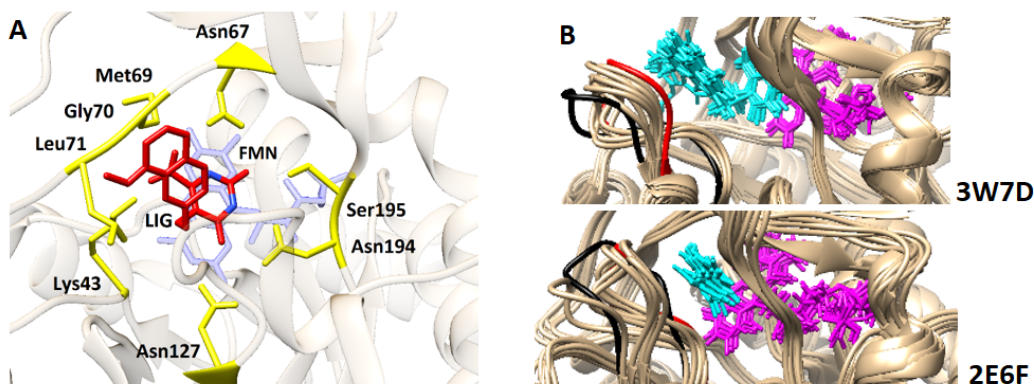 A
Asn67
Met69
Gly70
Leu71
FMN
LIG
Ser195
Asn194
Lys43
Asn127
B
3W7D
2E6F